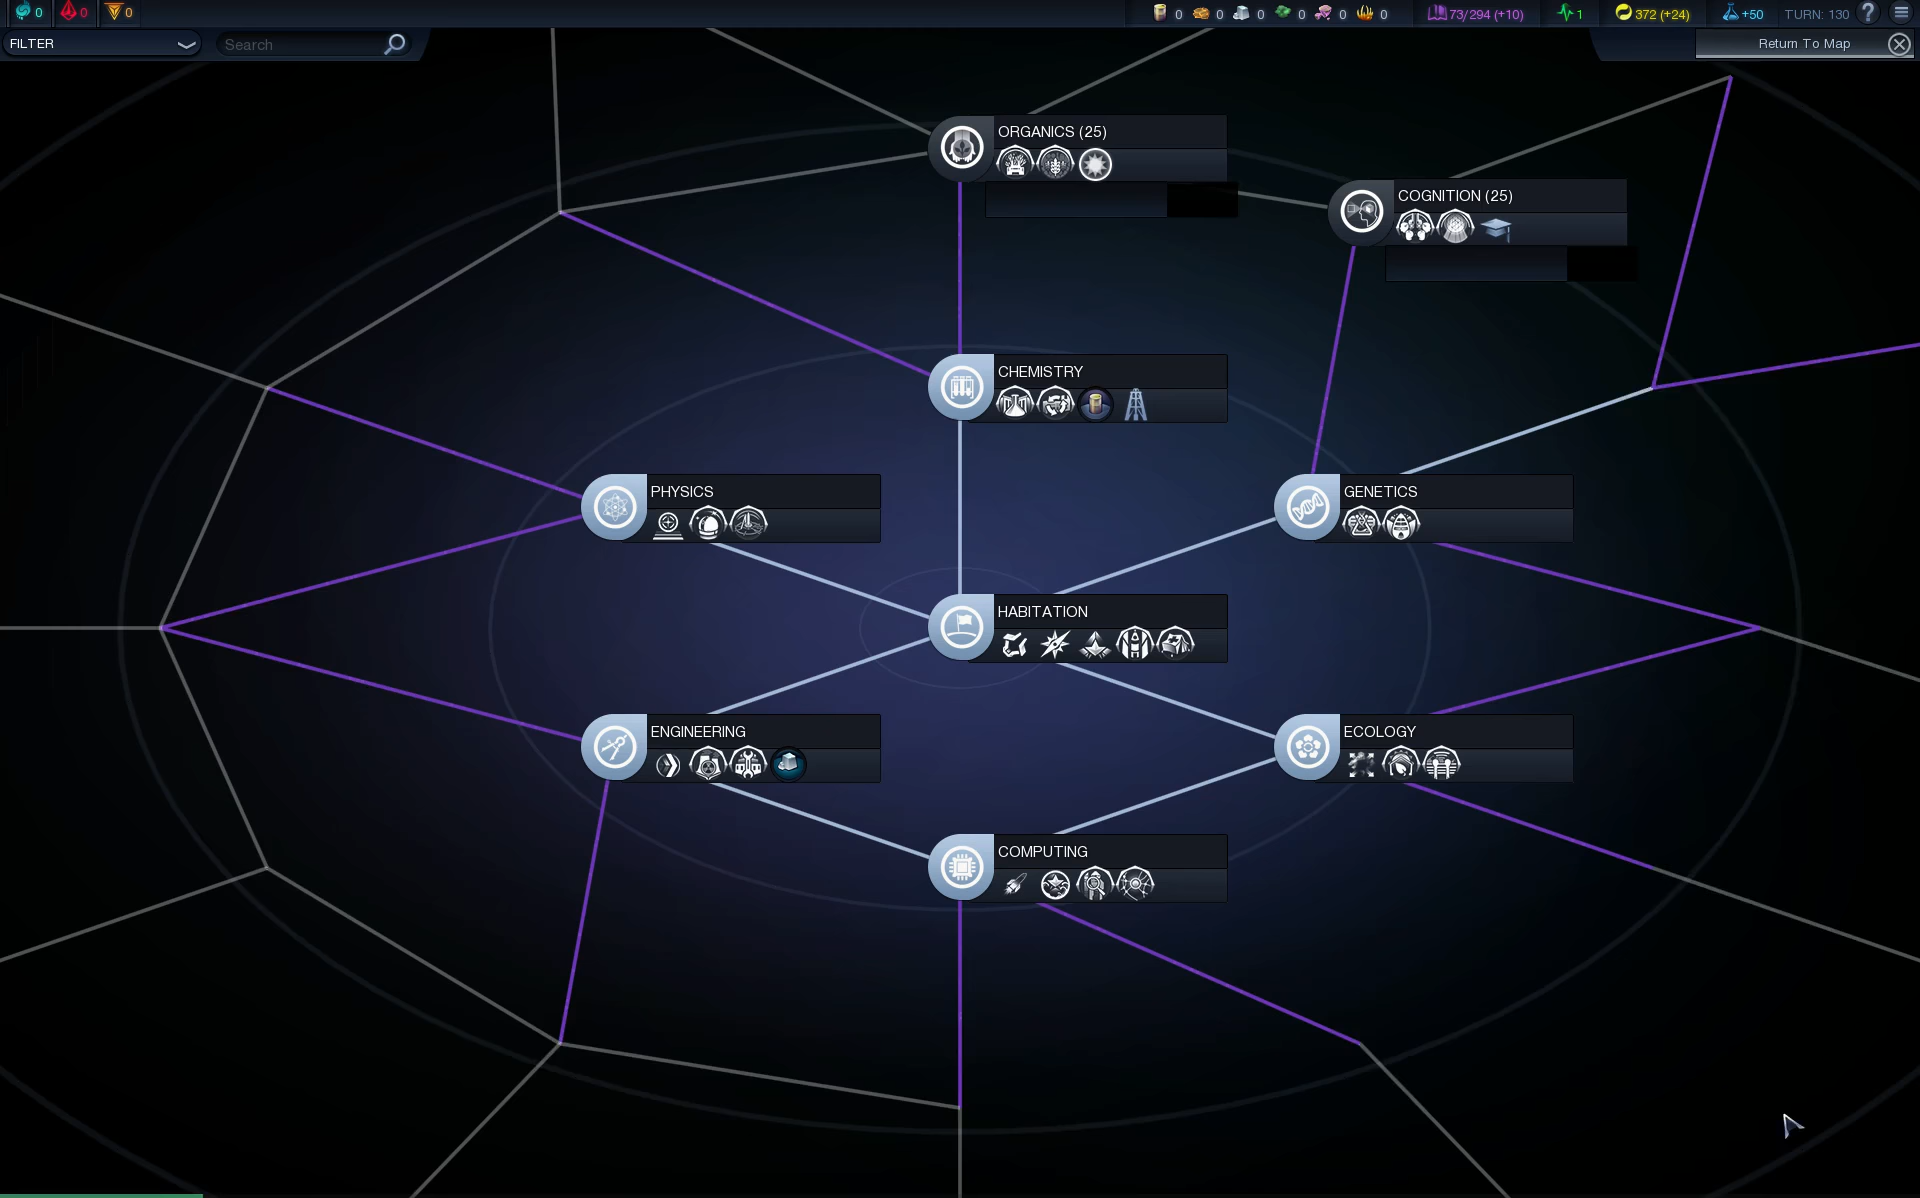 0 0 0 0 0 0 0 0 0 73/294 (+10) 1 372 (+24) +50 TURN: 130 ?
FILTER Search Return To Map
ORGANICS (25)
COGNITION (25)
CHEMISTRY
PHYSICS
GENETICS
HABITATION
ENGINEERING
ECOLOGY
COMPUTING